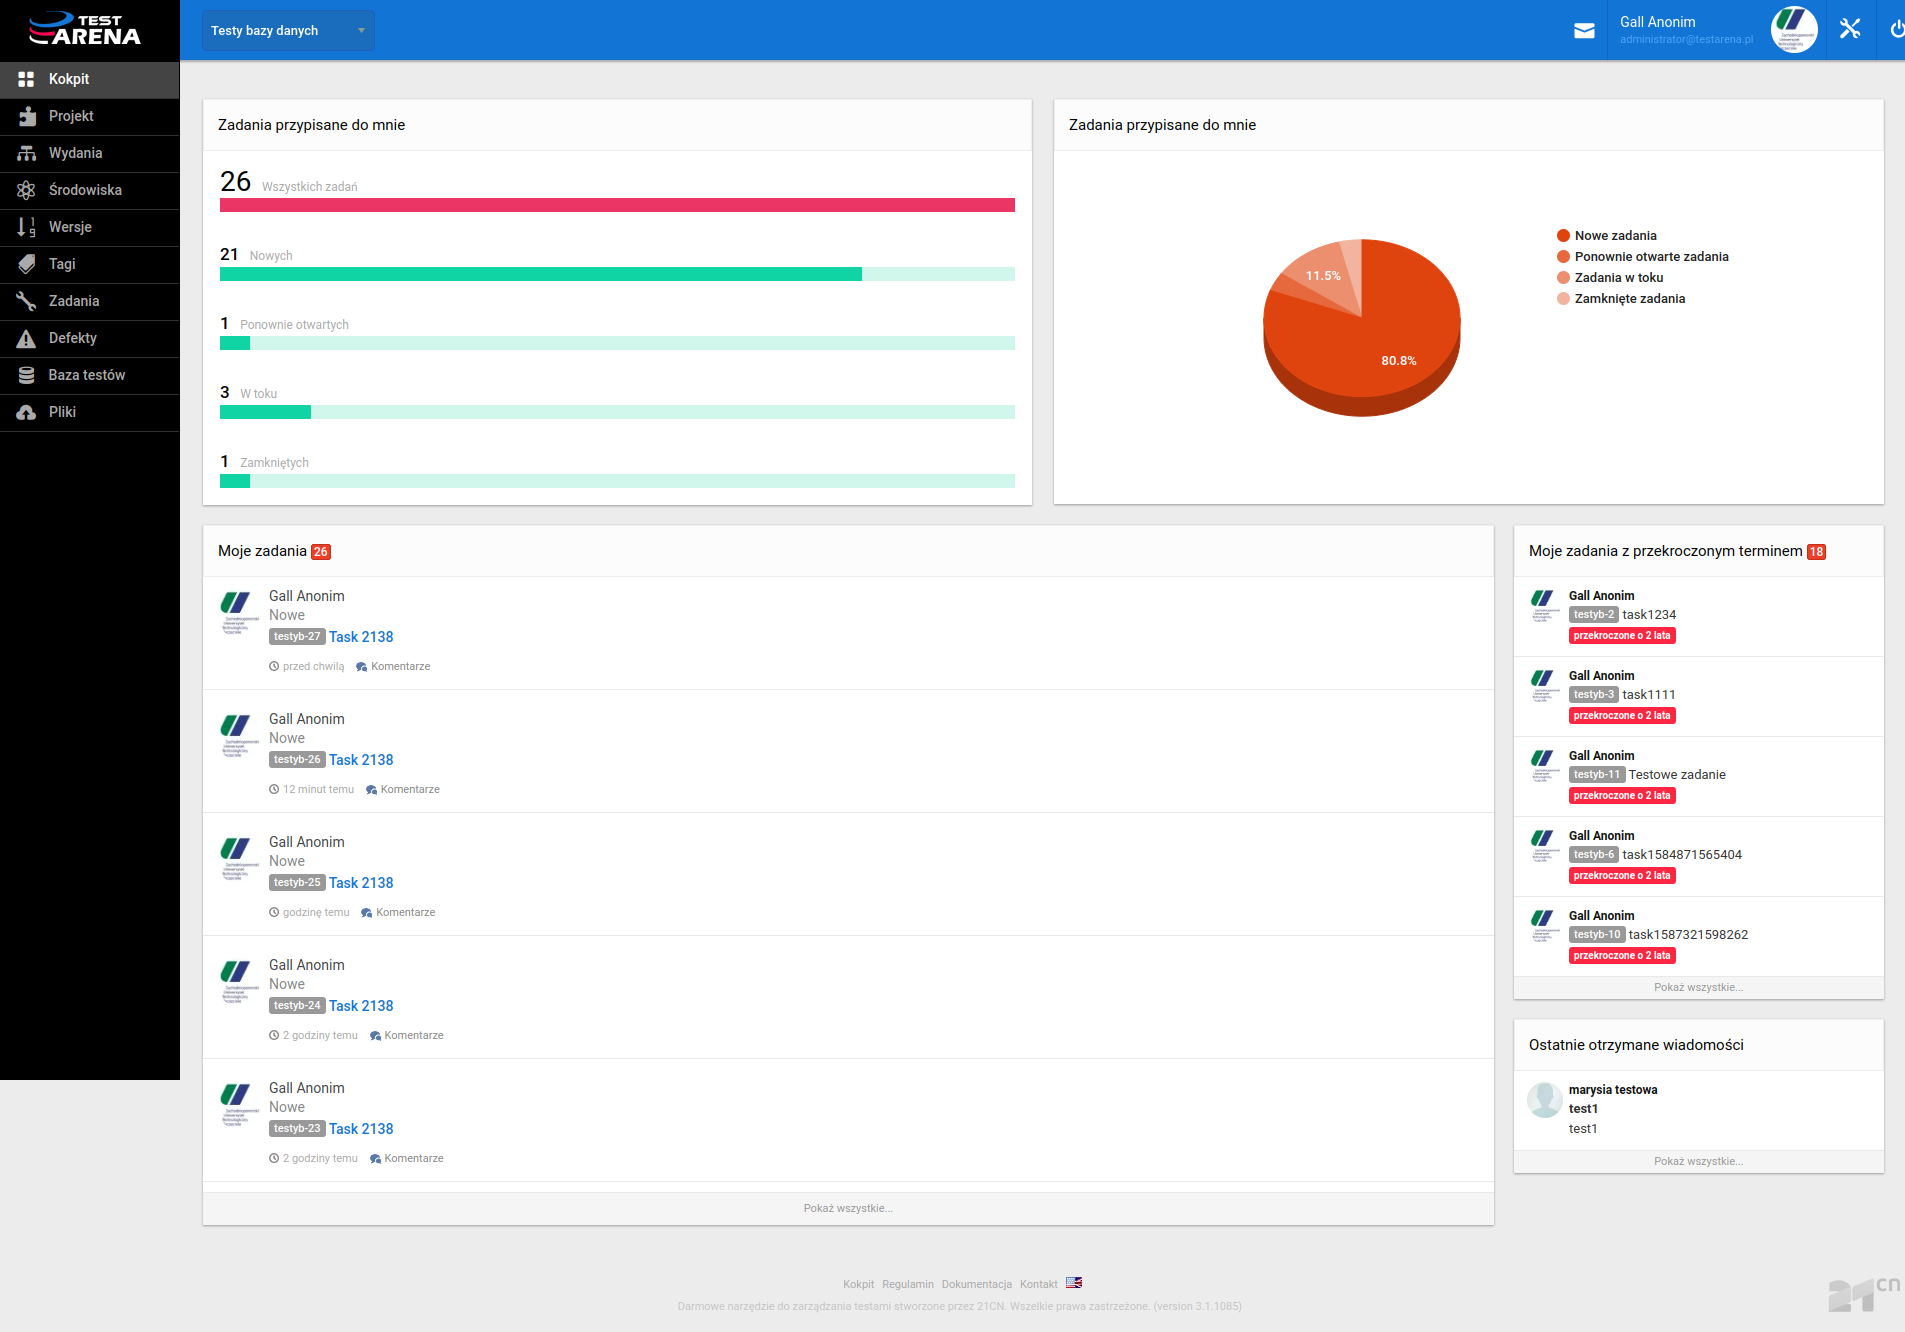 TEST
ARENA
Testy bazy danych
Gall Anonim
administrator@testarena.pl
Kokpit
Projekt
Wydania
Środowiska
Wersje
Tagi
Zadania
Defekty
Baza testów
Pliki
Zadania przypisane do mnie
26 Wszystkich zadań
21 Nowych
1 Ponownie otwartych
3 W toku
1 Zamkniętych
Zadania przypisane do mnie
11.5%
80.8%
Nowe zadania
Ponownie otwarte zadania
Zadania w toku
Zamknięte zadania
Moje zadania 26
Gall Anonim
Nowe
testyb-27 Task 2138
przed chwilą Komentarze
Gall Anonim
Nowe
testyb-26 Task 2138
12 minut temu Komentarze
Gall Anonim
Nowe
testyb-25 Task 2138
godzinę temu Komentarze
Gall Anonim
Nowe
testyb-24 Task 2138
2 godziny temu Komentarze
Gall Anonim
Nowe
testyb-23 Task 2138
2 godziny temu Komentarze
Pokaż wszystkie...
Moje zadania z przekroczonym terminem 18
Gall Anonim
testyb-2 task1234
przekroczone o 2 lata
Gall Anonim
testyb-3 task1111
przekroczone o 2 lata
Gall Anonim
testyb-11 Testowe zadanie
przekroczone o 2 lata
Gall Anonim
testyb-6 task1584871565404
przekroczone o 2 lata
Gall Anonim
testyb-10 task1587321598262
przekroczone o 2 lata
Pokaż wszystkie...
Ostatnie otrzymane wiadomości
marysia testowa
test1
test1
Pokaż wszystkie...
Kokpit Regulamin Dokumentacja Kontakt
Darmowe narzędzie do zarządzania testami stworzone przez 21CN. Wszelkie prawa zastrzeżone. (version 3.1.1085)
21CN